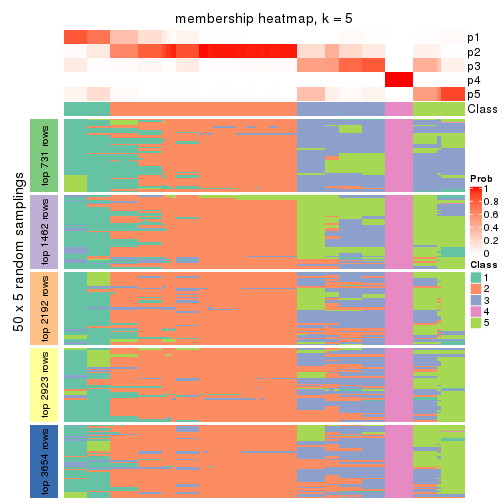 membership heatmap, k = 5
p1
p2
p3
p4
p5
Class
50 x 5 random samplings
top 731 rows
top 1462 rows
top 2192 rows
top 2923 rows
top 3654 rows
Prob
1
0.8
0.6
0.4
0.2
0
Class
1
2
3
4
5